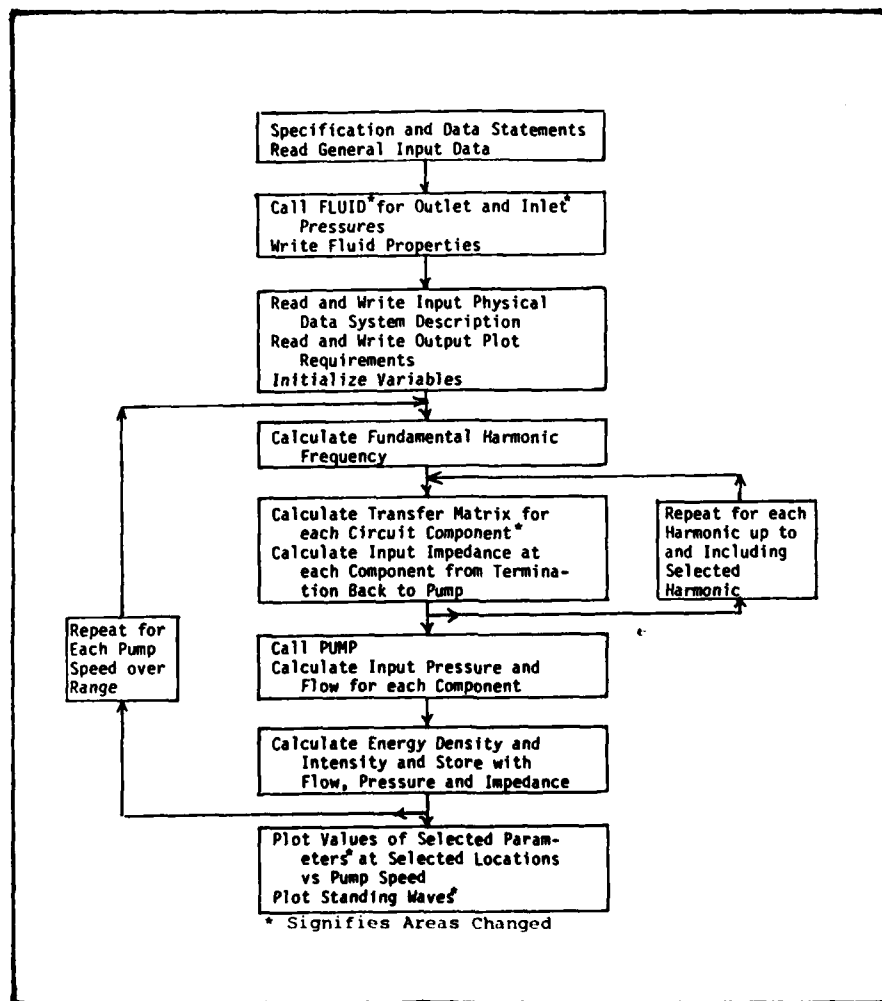 Specification and Data Statements
Read General Input Data
Call FLUID* for Outlet and Inlet*
Pressures
Write Fluid Properties
Read and Write Input Physical
Data System Description
Read and Write Output Plot
Requirements
Initialize Variables
Calculate Fundamental Harmonic
Frequency
Calculate Transfer Matrix for
each Circuit Component*
Calculate Input Impedance at
each Component from Termina-
tion Back to Pump
Repeat for each
Harmonic up to
and Including
Selected
Harmonic
Repeat for
Each Pump
Speed over
Range
Call PUMP
Calculate Input Pressure and
Flow for each Component
Calculate Energy Density and
Intensity and Store with
Flow, Pressure and Impedance
Plot Values of Selected Param-
eters* at Selected Locations
vs Pump Speed
Plot Standing Waves*
* Signifies Areas Changed